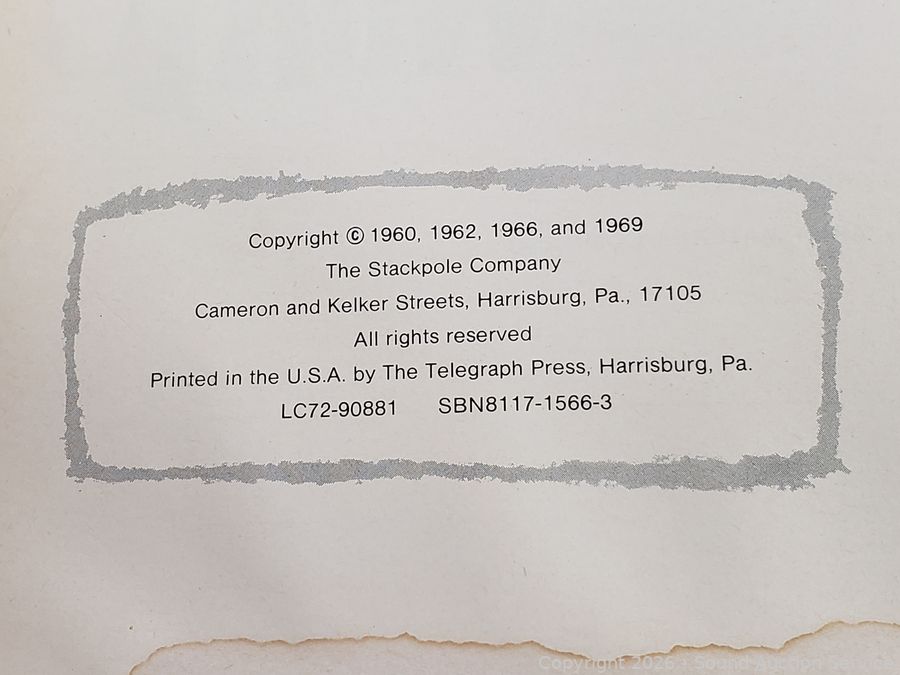 Copyright © 1960, 1962, 1966, and 1969
The Stackpole Company
Cameron and Kelker Streets, Harrisburg, Pa., 17105
All rights reserved
Printed in the U.S.A. by The Telegraph Press, Harrisburg, Pa.
LC72-90881 SBN8117-1566-3
Copyright 2026 • Sound Auction Service